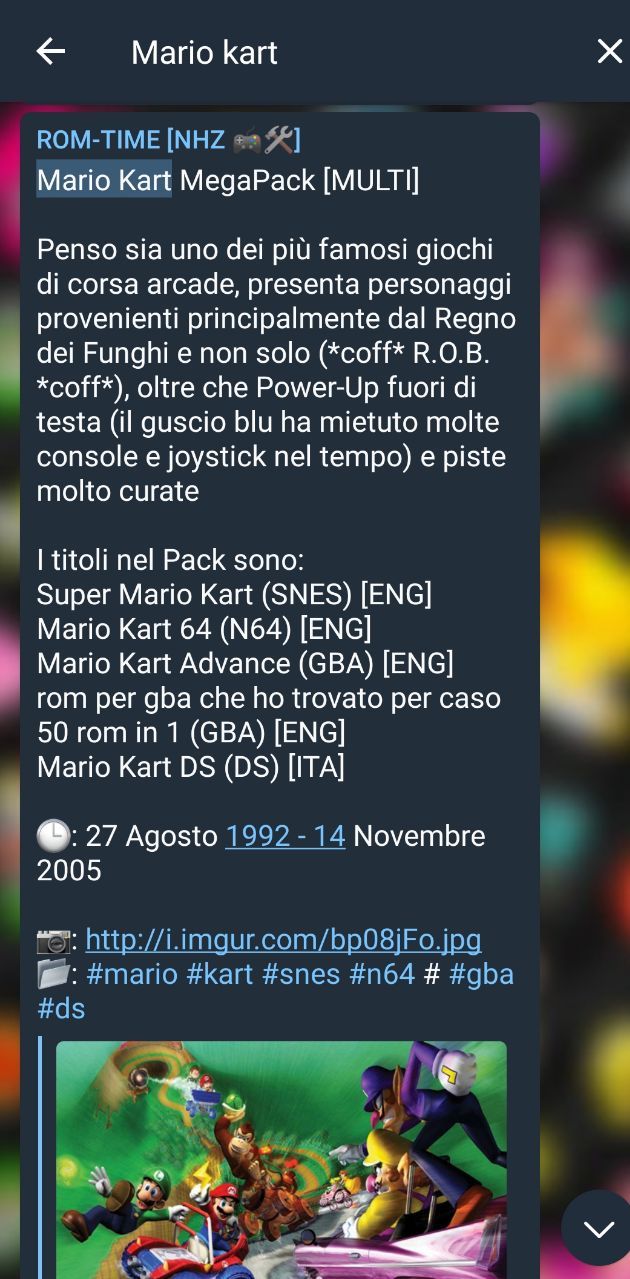 Mario kart
ROM-TIME [NHZ 🎮🛠]
Mario Kart MegaPack [MULTI]
Penso sia uno dei più famosi giochi
di corsa arcade, presenta personaggi
provenienti principalmente dal Regno
dei Funghi e non solo (*coff* R.O.B.
*coff*), oltre che Power-Up fuori di
testa (il guscio blu ha mietuto molte
console e joystick nel tempo) e piste
molto curate
I titoli nel Pack sono:
Super Mario Kart (SNES) [ENG]
Mario Kart 64 (N64) [ENG]
Mario Kart Advance (GBA) [ENG]
rom per gba che ho trovato per caso
50 rom in 1 (GBA) [ENG]
Mario Kart DS (DS) [ITA]
🕒: 27 Agosto 1992 - 14 Novembre
2005
📷: http://i.imgur.com/bp08jFo.jpg
📂: #mario #kart #snes #n64 # #gba
#ds